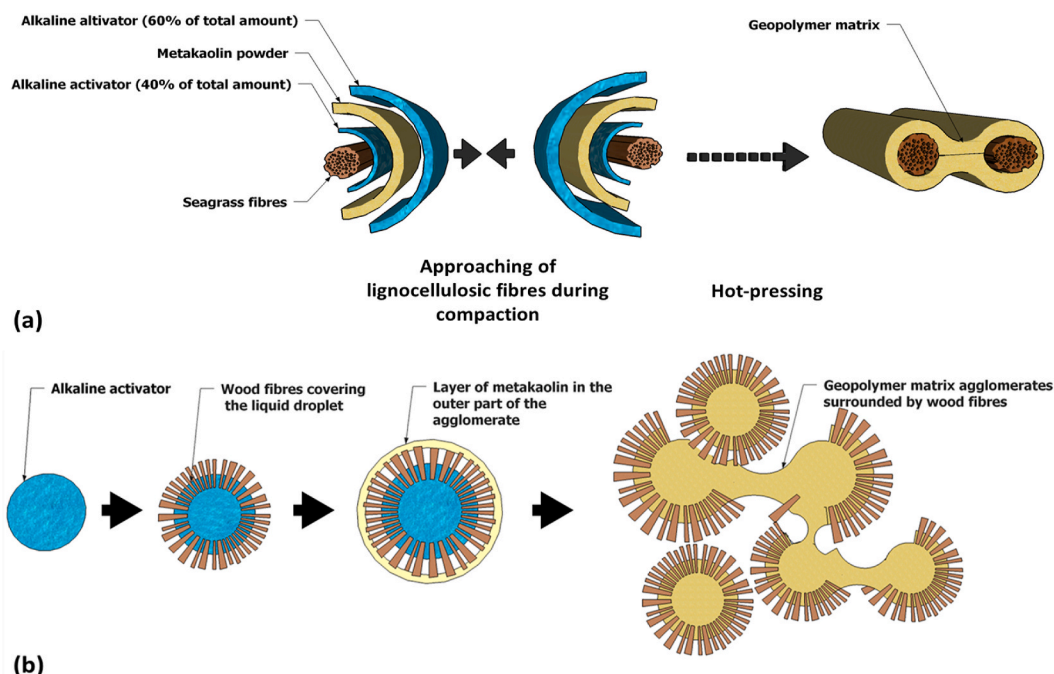 Alkaline altivator (60% of total amount)
Metakaolin powder
Alkaline activator (40% of total amount)
Seagrass fibres
Geopolymer matrix
Approaching of
lignocellulosic fibres during
compaction
Hot-pressing
(a)
Alkaline activator
Wood fibres covering
the liquid droplet
Layer of metakaolin in the
outer part of the
agglomerate
Geopolymer matrix agglomerates
surrounded by wood fibres
(b)